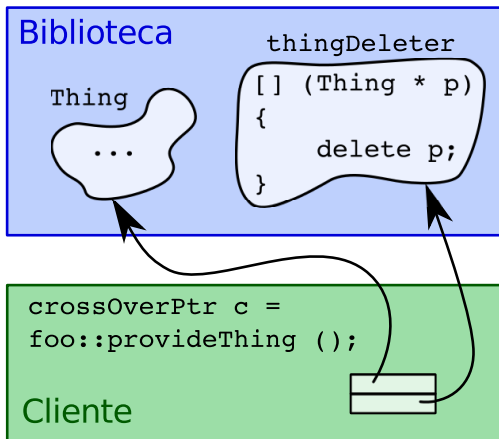 Biblioteca
thingDeleter
Thing
...
[] (Thing * p)
{
delete p;
}
crossOverPtr c =
foo::provideThing ();
Cliente